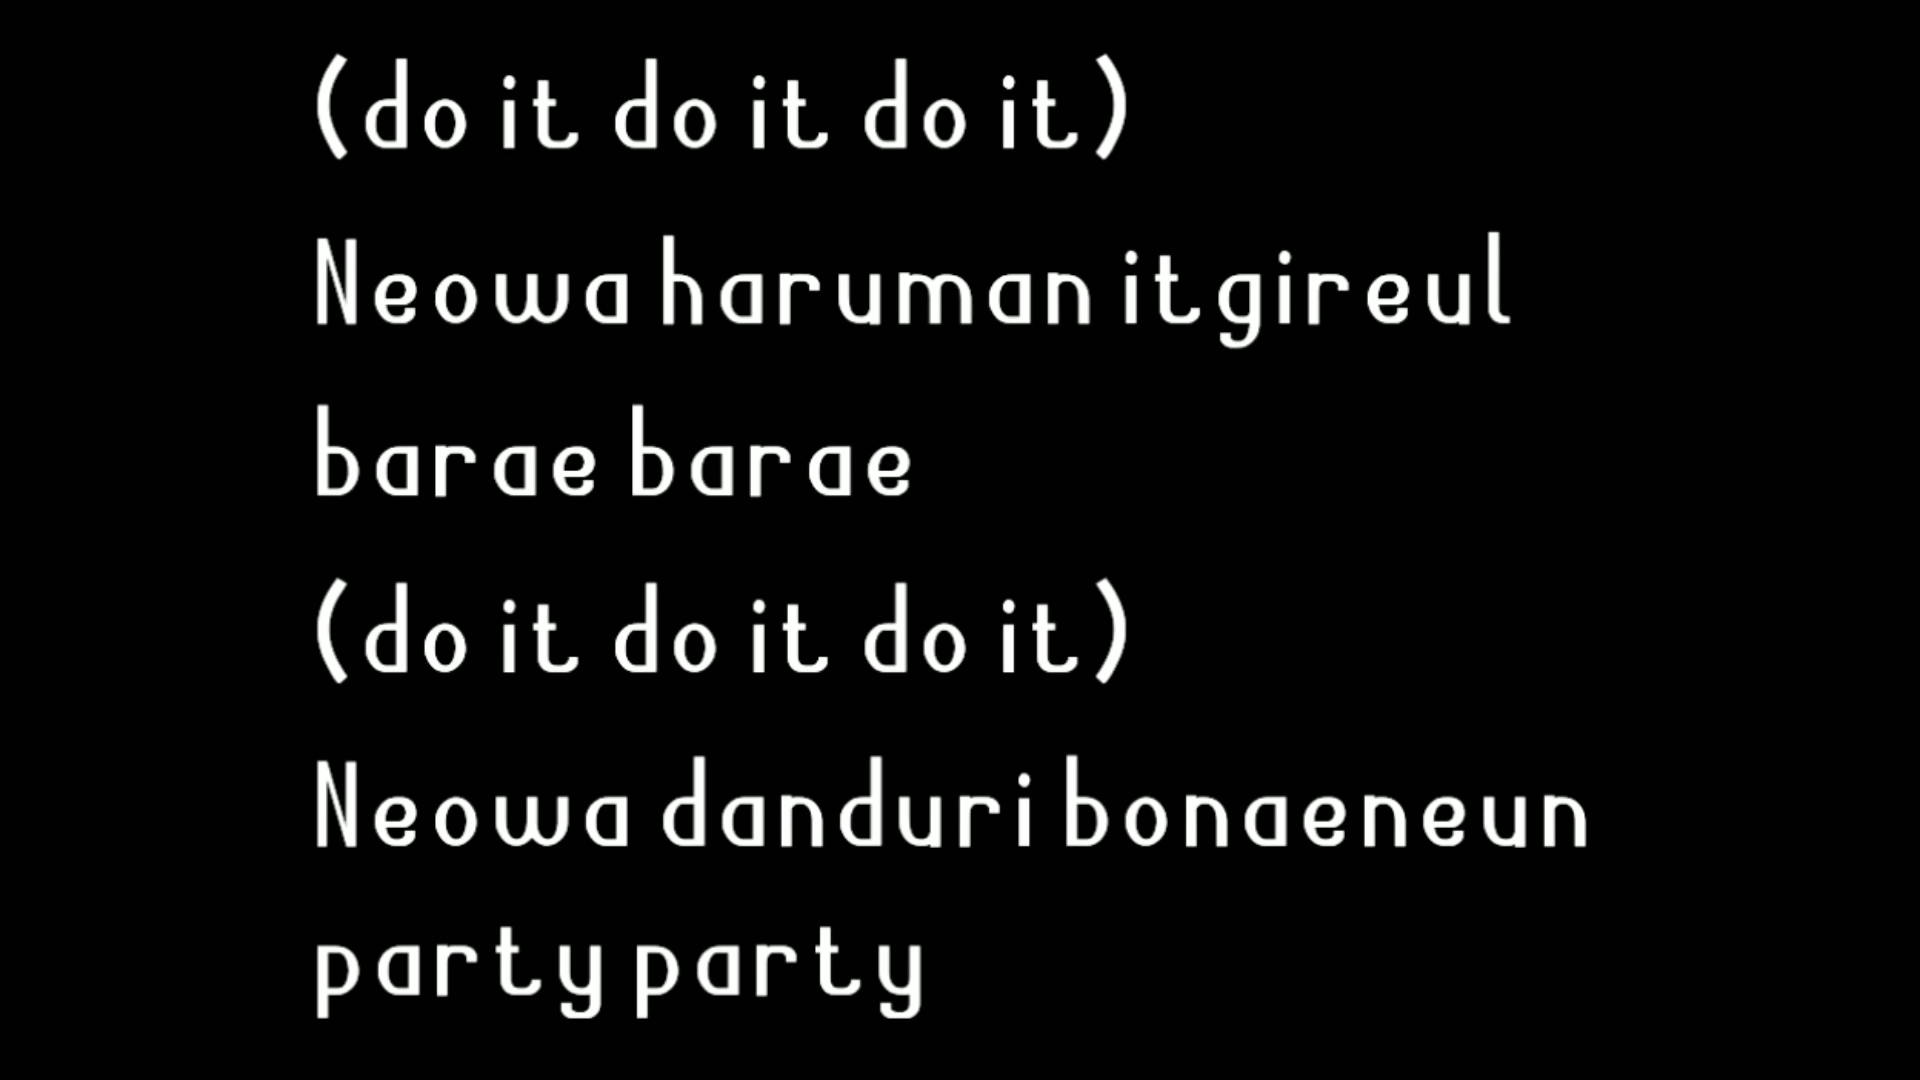 (do it do it do it)
Neowa haruman itgireul
barae barae
(do it do it do it)
Neowa danduri bonaeneun
party party